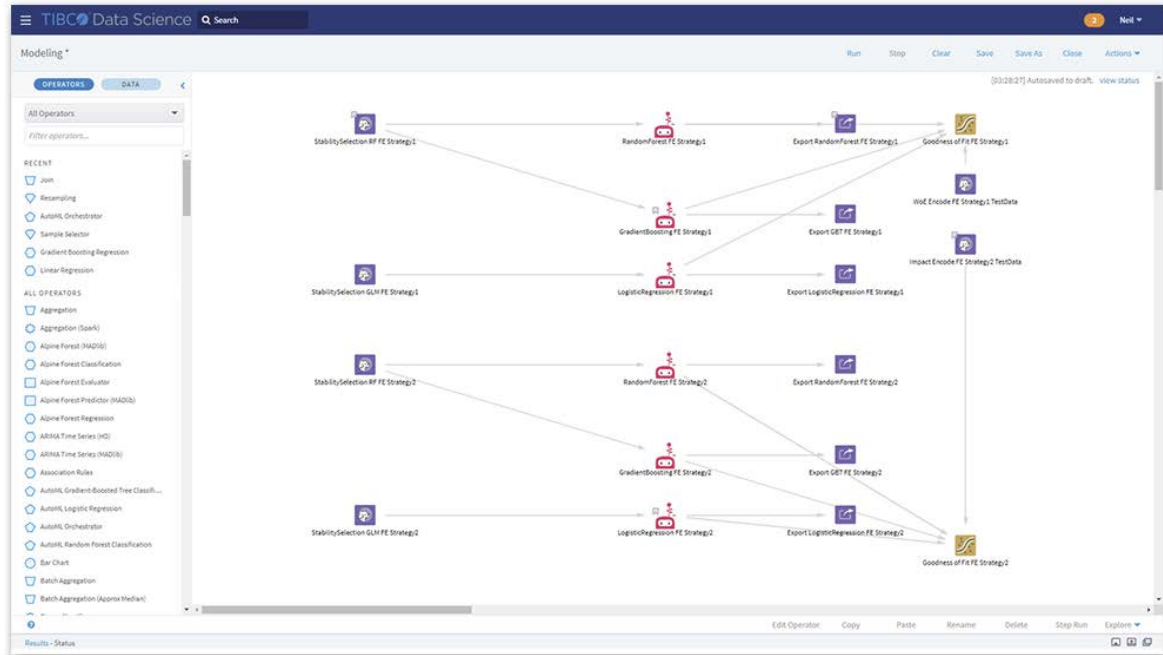 TIBCO Data Science
Search
2
Neil
Modeling *
Run
Stop
Clear
Save
Save As
Close
Actions
OPERATORS
DATA
[03:28:27] Autosaved to draft. view status
All Operators
Filter operators...
RECENT
Join
Resampling
AutoML Orchestrator
Sample Selector
Gradient Boosting Regression
Linear Regression
ALL OPERATORS
Aggregation
Aggregation (Spark)
Alpine Forest (MADlib)
Alpine Forest Classification
Alpine Forest Evaluator
Alpine Forest Predictor (MADlib)
Alpine Forest Regression
ARIMA Time Series (HD)
ARIMA Time Series (MADlib)
Association Rules
AutoML Gradient-Boosted Tree Classifi...
AutoML Logistic Regression
AutoML Orchestrator
AutoML Random Forest Classification
Bar Chart
Batch Aggregation
Batch Aggregation (Approx Median)
StabilitySelection RF FE Strategy1
RandomForest FE Strategy1
Export RandomForest FE Strategy1
Goodness of Fit FE Strategy1
WoE Encode FE Strategy1 TestData
GradientBoosting FE Strategy1
Export GBT FE Strategy1
Impact Encode FE Strategy2 TestData
StabilitySelection GLM FE Strategy1
LogisticRegression FE Strategy1
Export LogisticRegression FE Strategy1
StabilitySelection RF FE Strategy2
RandomForest FE Strategy2
Export RandomForest FE Strategy2
GradientBoosting FE Strategy2
Export GBT FE Strategy2
StabilitySelection GLM FE Strategy2
LogisticRegression FE Strategy2
Export LogisticRegression FE Strategy2
Goodness of Fit FE Strategy2
Edit Operator
Copy
Paste
Rename
Delete
Step Run
Explore
Results - Status